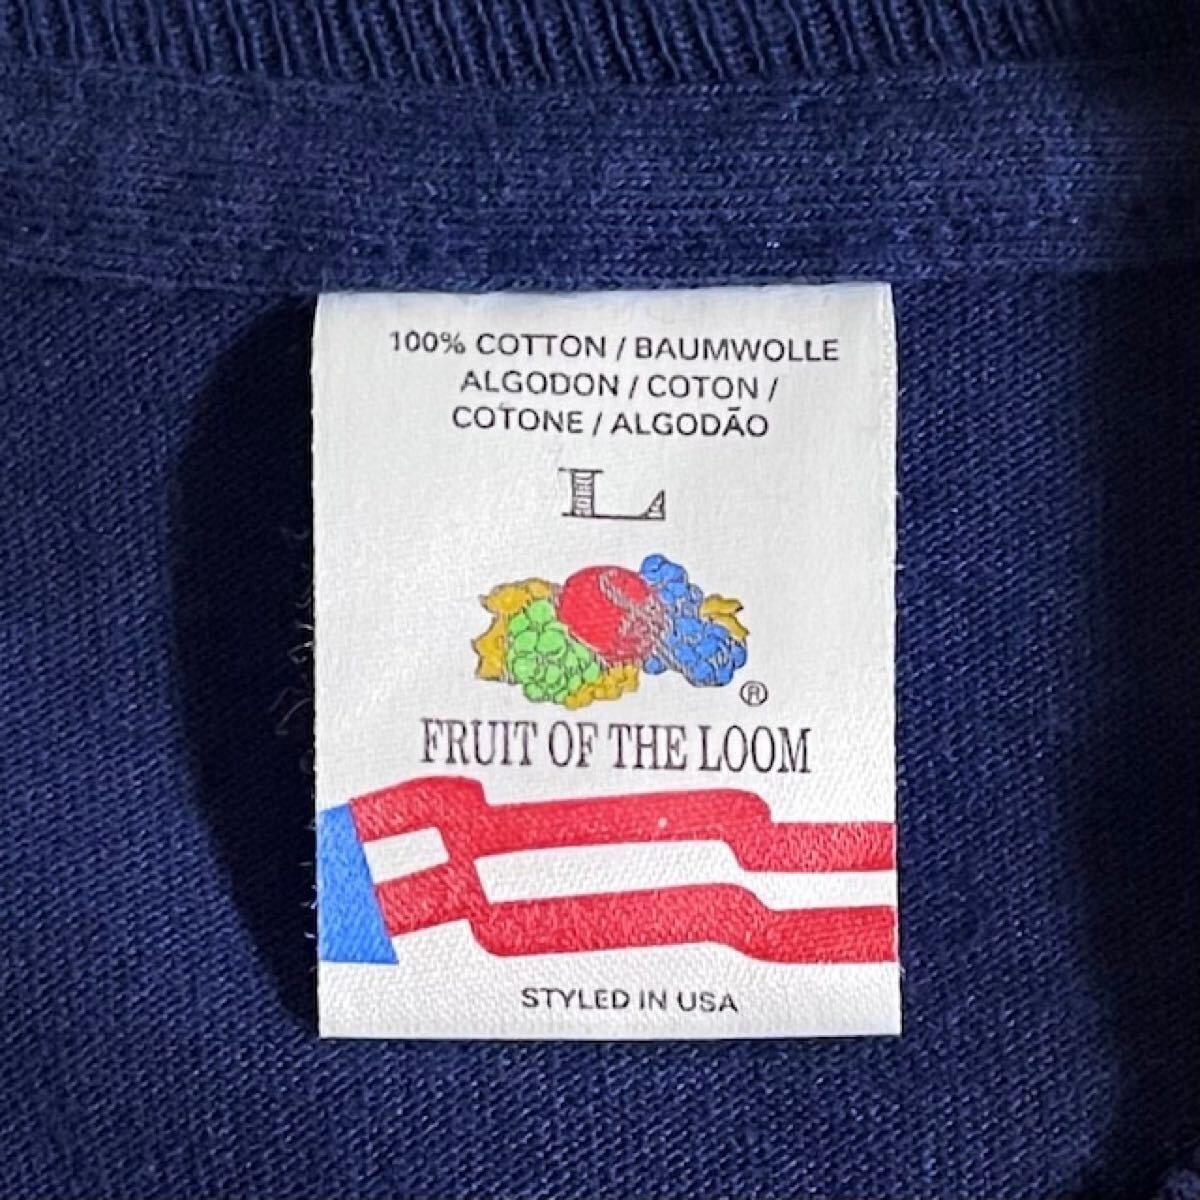 100% COTTON / BAUMWOLLE
ALGODON / COTON /
COTONE / ALGODÃO
L
®
FRUIT OF THE LOOM
STYLED IN USA